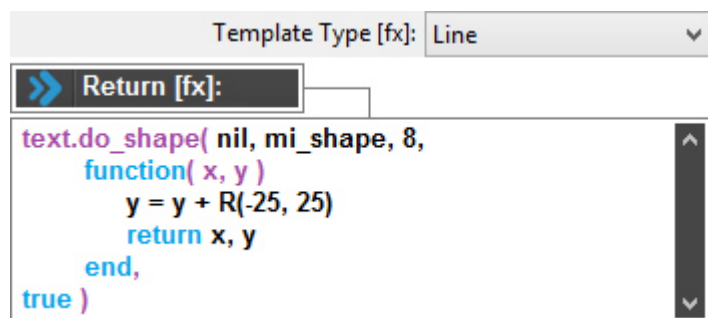 Template Type [fx]: Line
Return [fx]:
text.do_shape( nil, mi_shape, 8,
function( x, y )
y = y + R(-25, 25)
return x, y
end,
true )